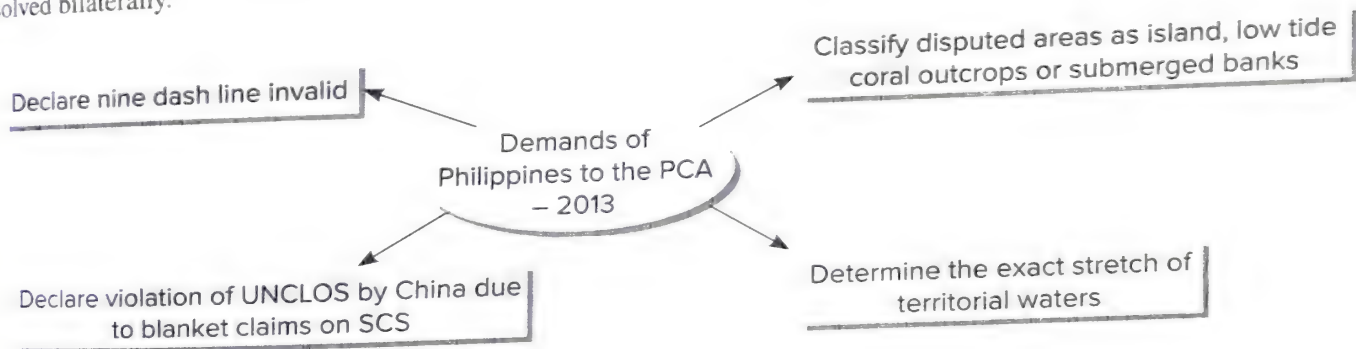 bilaterally.
Declare nine dash line invalid
Classify disputed areas as island, low tide
coral outcrops or submerged banks
Demands of
Philippines to the PCA
– 2013
Declare violation of UNCLOS by China due
to blanket claims on SCS
Determine the exact stretch of
territorial waters